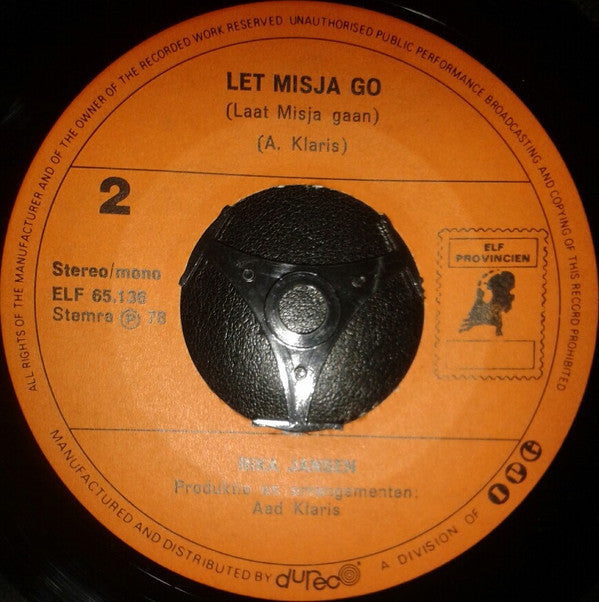 ALL RIGHTS OF THE MANUFACTURER AND OF THE OWNER OF THE RECORDED WORK RESERVED UNAUTHORISED PUBLIC PERFORMANCE BROADCASTING AND COPYING OF THIS RECORD PROHIBITED
LET MISJA GO
(Laat Misja gaan)
(A. Klaris)
2
Stereo/mono
ELF 65.136
Stemra ℗ 78
ELF
PROVINCIEN
JANSEN
Produktie en arrangementen:
Aad Klaris
MANUFACTURED AND DISTRIBUTED BY dureco A DIVISION OF